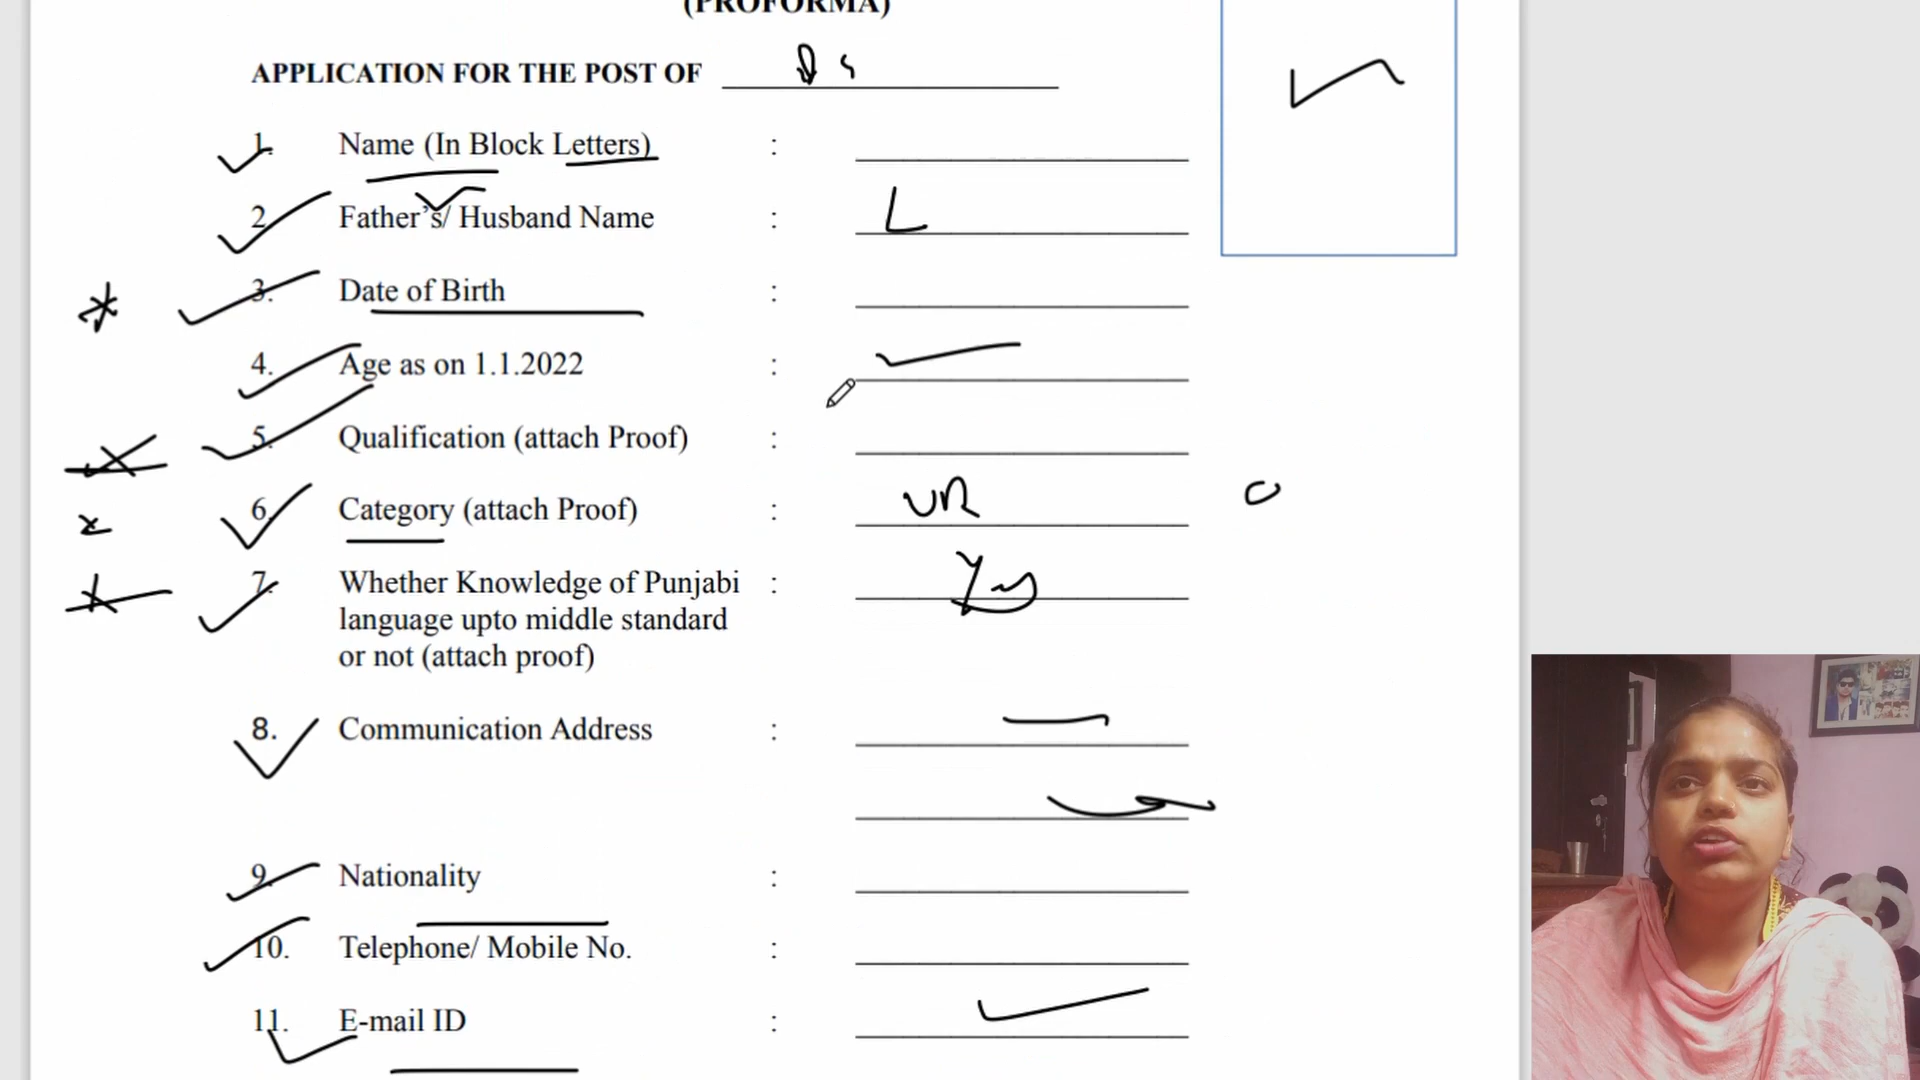 (PROFORMA)
APPLICATION FOR THE POST OF
1. Name (In Block Letters) :
2. Father's/ Husband Name : L
3. Date of Birth :
4. Age as on 1.1.2022 :
5. Qualification (attach Proof) :
6. Category (attach Proof) : UR
7. Whether Knowledge of Punjabi : Yes
language upto middle standard
or not (attach proof)
8. Communication Address :
9. Nationality :
10. Telephone/ Mobile No. :
11. E-mail ID :